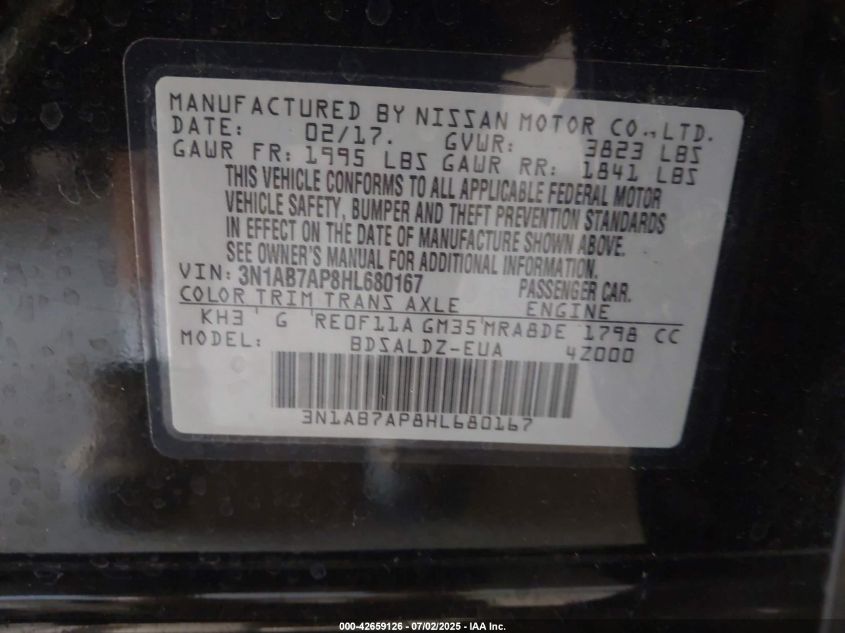 MANUFACTURED BY NISSAN MOTOR CO., LTD.
DATE: 02/17. GVWR: 3823 LBS
GAWR FR: 1995 LBS GAWR RR: 1841 LBS
THIS VEHICLE CONFORMS TO ALL APPLICABLE FEDERAL MOTOR
VEHICLE SAFETY, BUMPER AND THEFT PREVENTION STANDARDS
IN EFFECT ON THE DATE OF MANUFACTURE SHOWN ABOVE.
SEE OWNER'S MANUAL FOR ADDITIONAL INFORMATION.
VIN: 3N1AB7AP8HL680167 PASSENGER CAR.
COLOR TRIM TRANS AXLE ENGINE
KH3 ' G 'RE0F11A GM35'MRA8DE 1798 CC
MODEL: BDSALDZ-EUA 4Z000
3N1AB7AP8HL680167
000-42659126 - 07/02/2025 - IAA Inc.